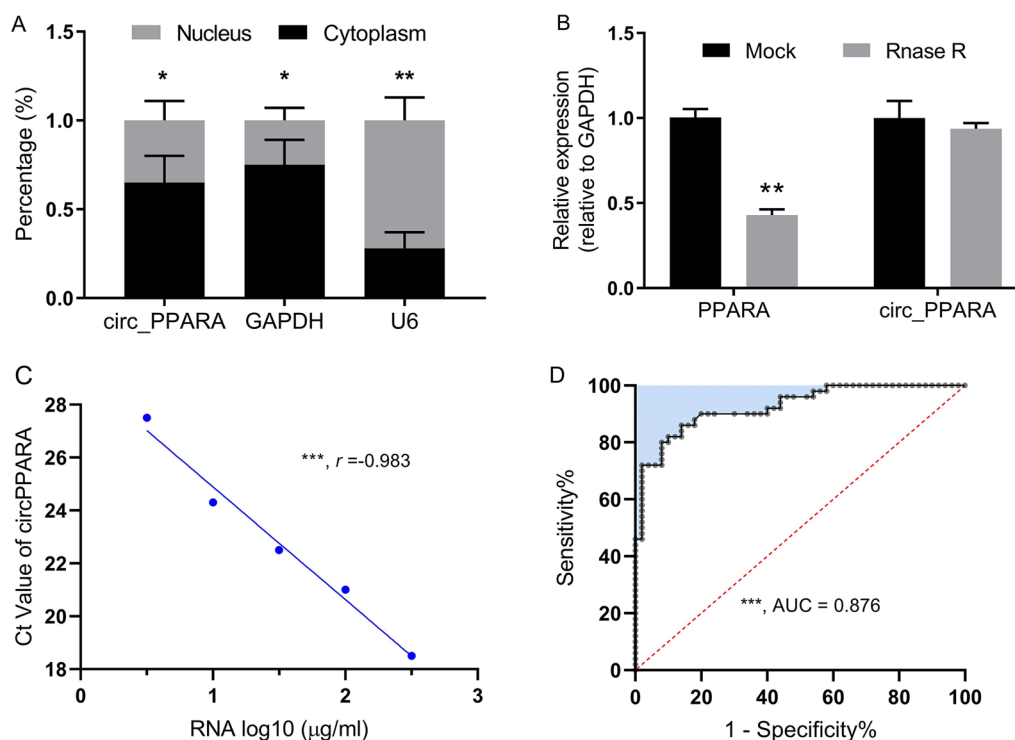 A
Nucleus Cytoplasm
Percentage (%)
1.5
1.0
0.5
0.0
* * **
circ_PPARA GAPDH U6
B
Mock Rnase R
Relative expression
(relative to GAPDH)
1.5
1.0
0.5
0.0
**
PPARA circ_PPARA
C
Ct Value of circPPARA
28
26
24
22
20
18
***, r =-0.983
0 1 2 3
RNA log10 (μg/ml)
D
Sensitivity%
100
80
60
40
20
0
***, AUC = 0.876
0 20 40 60 80 100
1 - Specificity%